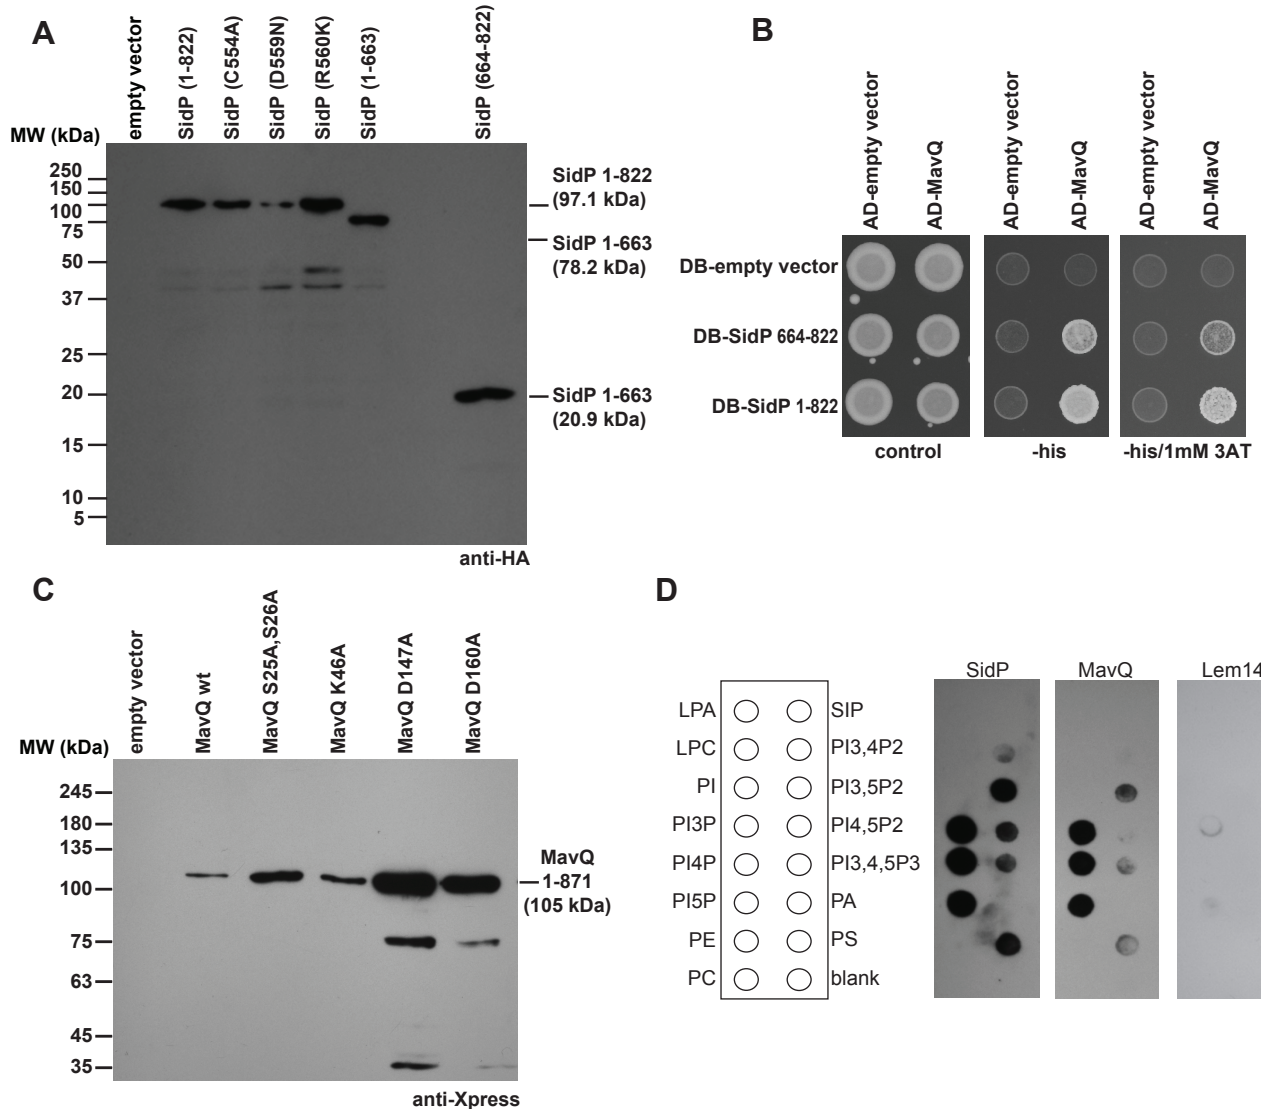 A
empty vector
SidP (1-822)
SidP (C554A)
SidP (D559N)
SidP (R560K)
SidP (1-663)
SidP (664-822)
MW (kDa)
250
150
100
75
50
37
25
20
15
10
5
SidP 1-822
(97.1 kDa)
SidP 1-663
(78.2 kDa)
SidP 1-663
(20.9 kDa)
anti-HA
B
AD-empty vector
AD-MavQ
AD-empty vector
AD-MavQ
AD-empty vector
AD-MavQ
DB-empty vector
DB-SidP 664-822
DB-SidP 1-822
control
-his
-his/1mM 3AT
C
empty vector
MavQ wt
MavQ S25A,S26A
MavQ K46A
MavQ D147A
MavQ D160A
MW (kDa)
245
180
135
100
75
63
45
35
MavQ
1-871
(105 kDa)
anti-Xpress
D
SidP
MavQ
Lem14
LPA
SIP
LPC
PI3,4P2
PI
PI3,5P2
PI3P
PI4,5P2
PI4P
PI3,4,5P3
PI5P
PA
PE
PS
PC
blank